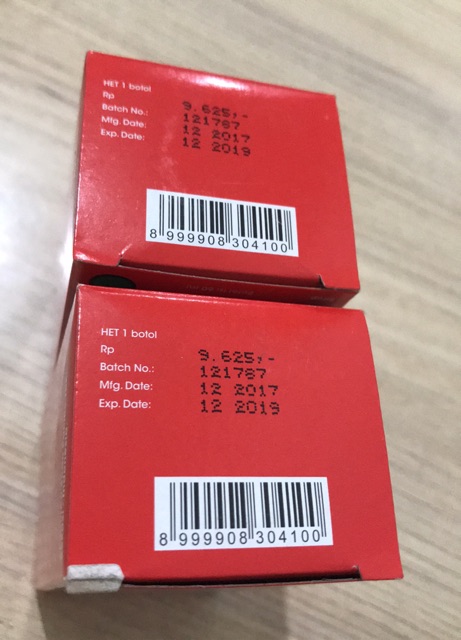 HET 1 botol
Rp 9.625,-
Batch No.: 121787
Mfg. Date: 12 2017
Exp. Date: 12 2019
8 999908 304100
HET 1 botol
Rp 9.625,-
Batch No.: 121787
Mfg. Date: 12 2017
Exp. Date: 12 2019
8 999908 304100